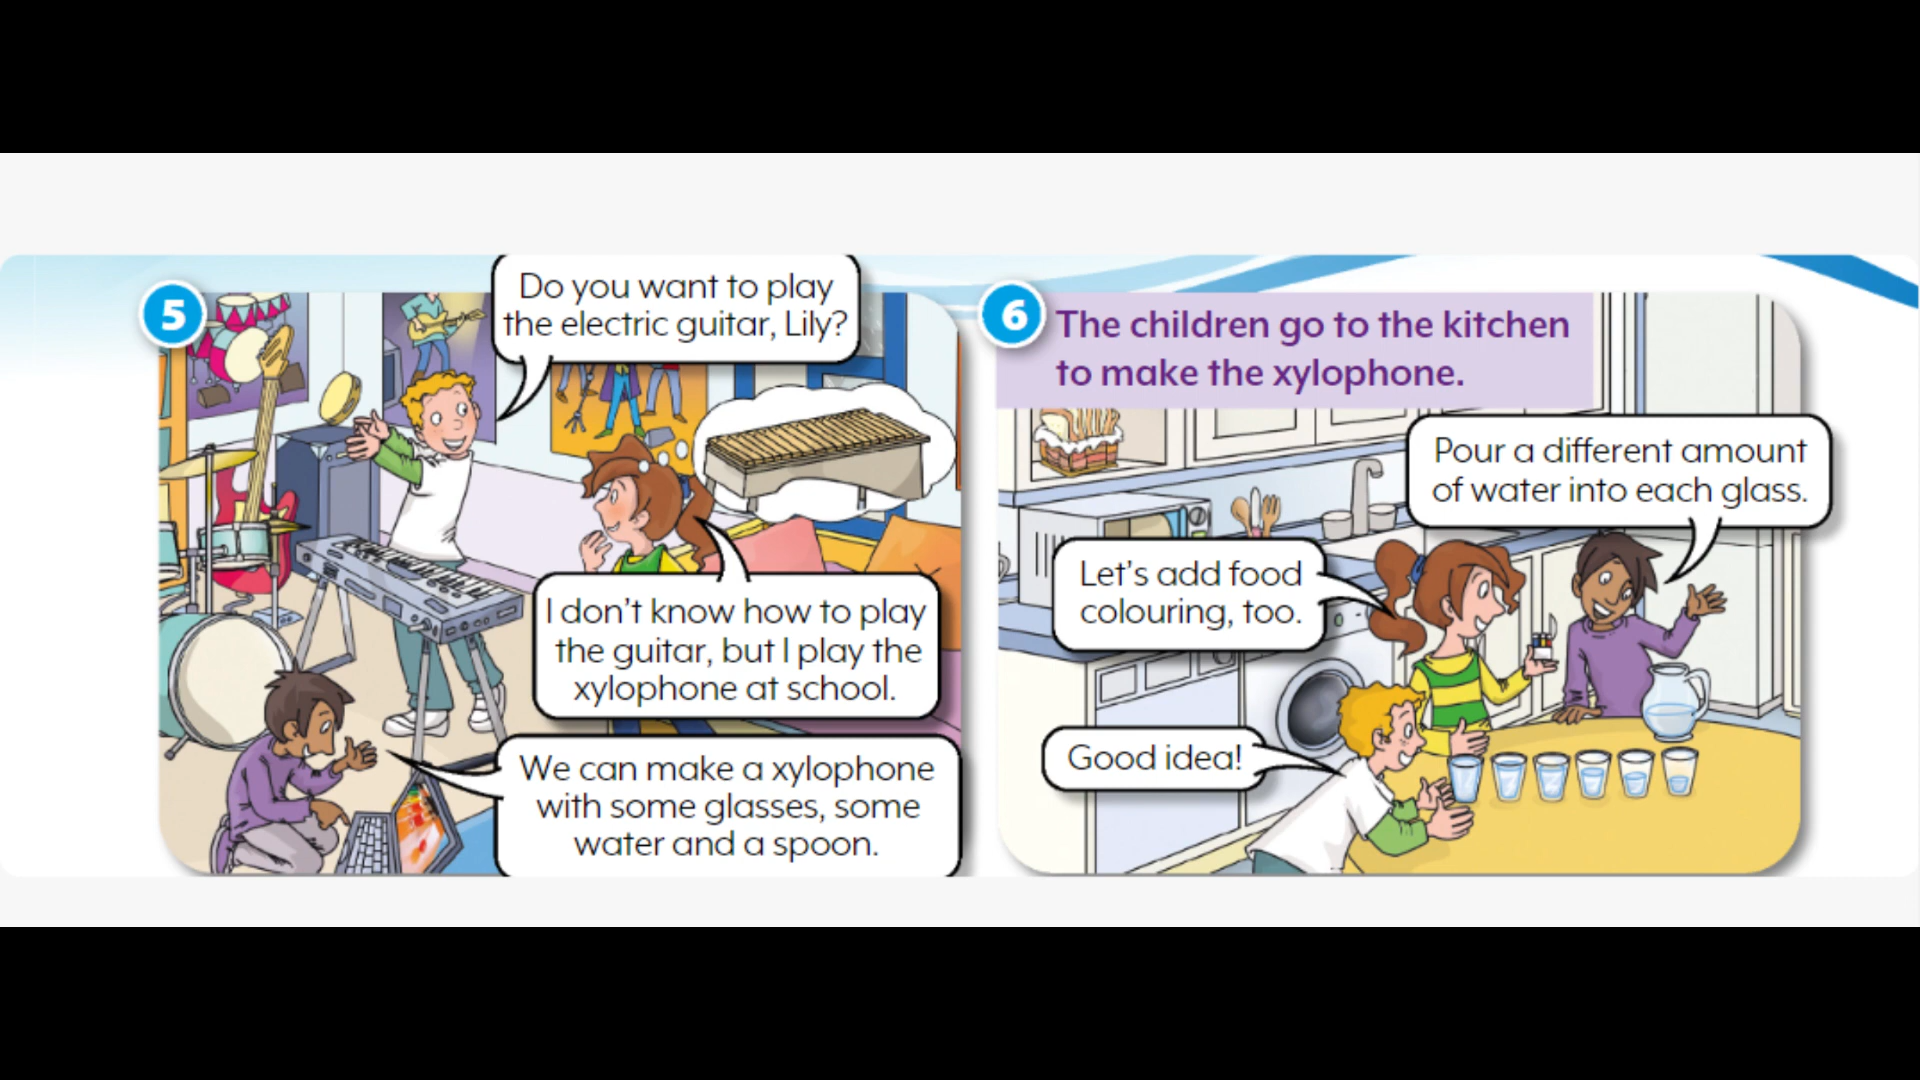 5
Do you want to play
the electric guitar, Lily?
I don't know how to play
the guitar, but I play the
xylophone at school.
We can make a xylophone
with some glasses, some
water and a spoon.
6
The children go to the kitchen
to make the xylophone.
Pour a different amount
of water into each glass.
Let's add food
colouring, too.
Good idea!